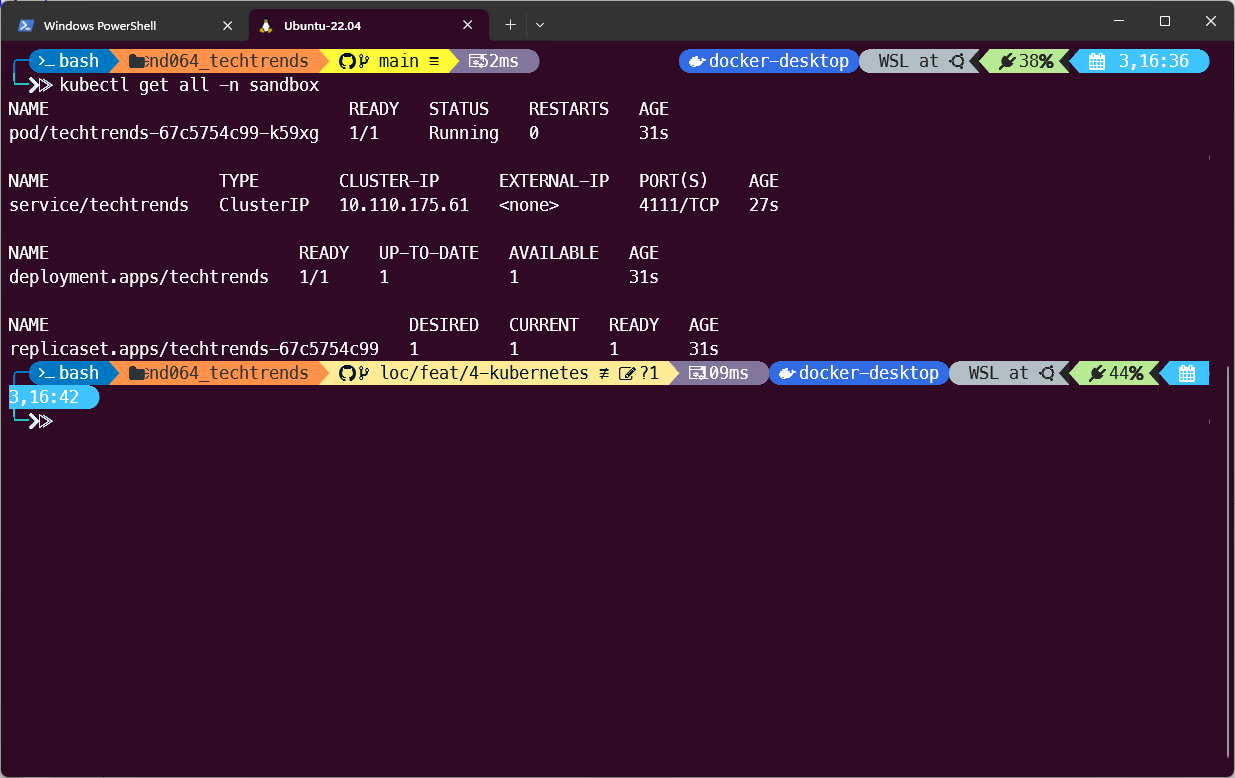 Windows PowerShell
Ubuntu-22.04
bash nd064_techtrends main ≡ 52ms docker-desktop WSL at 38% 3,16:36
kubectl get all -n sandbox
NAME READY STATUS RESTARTS AGE
pod/techtrends-67c5754c99-k59xg 1/1 Running 0 31s
NAME TYPE CLUSTER-IP EXTERNAL-IP PORT(S) AGE
service/techtrends ClusterIP 10.110.175.61 <none> 4111/TCP 27s
NAME READY UP-TO-DATE AVAILABLE AGE
deployment.apps/techtrends 1/1 1 1 31s
NAME DESIRED CURRENT READY AGE
replicaset.apps/techtrends-67c5754c99 1 1 1 31s
bash nd064_techtrends loc/feat/4-kubernetes ≢ ?1 109ms docker-desktop WSL at 44%
3,16:42